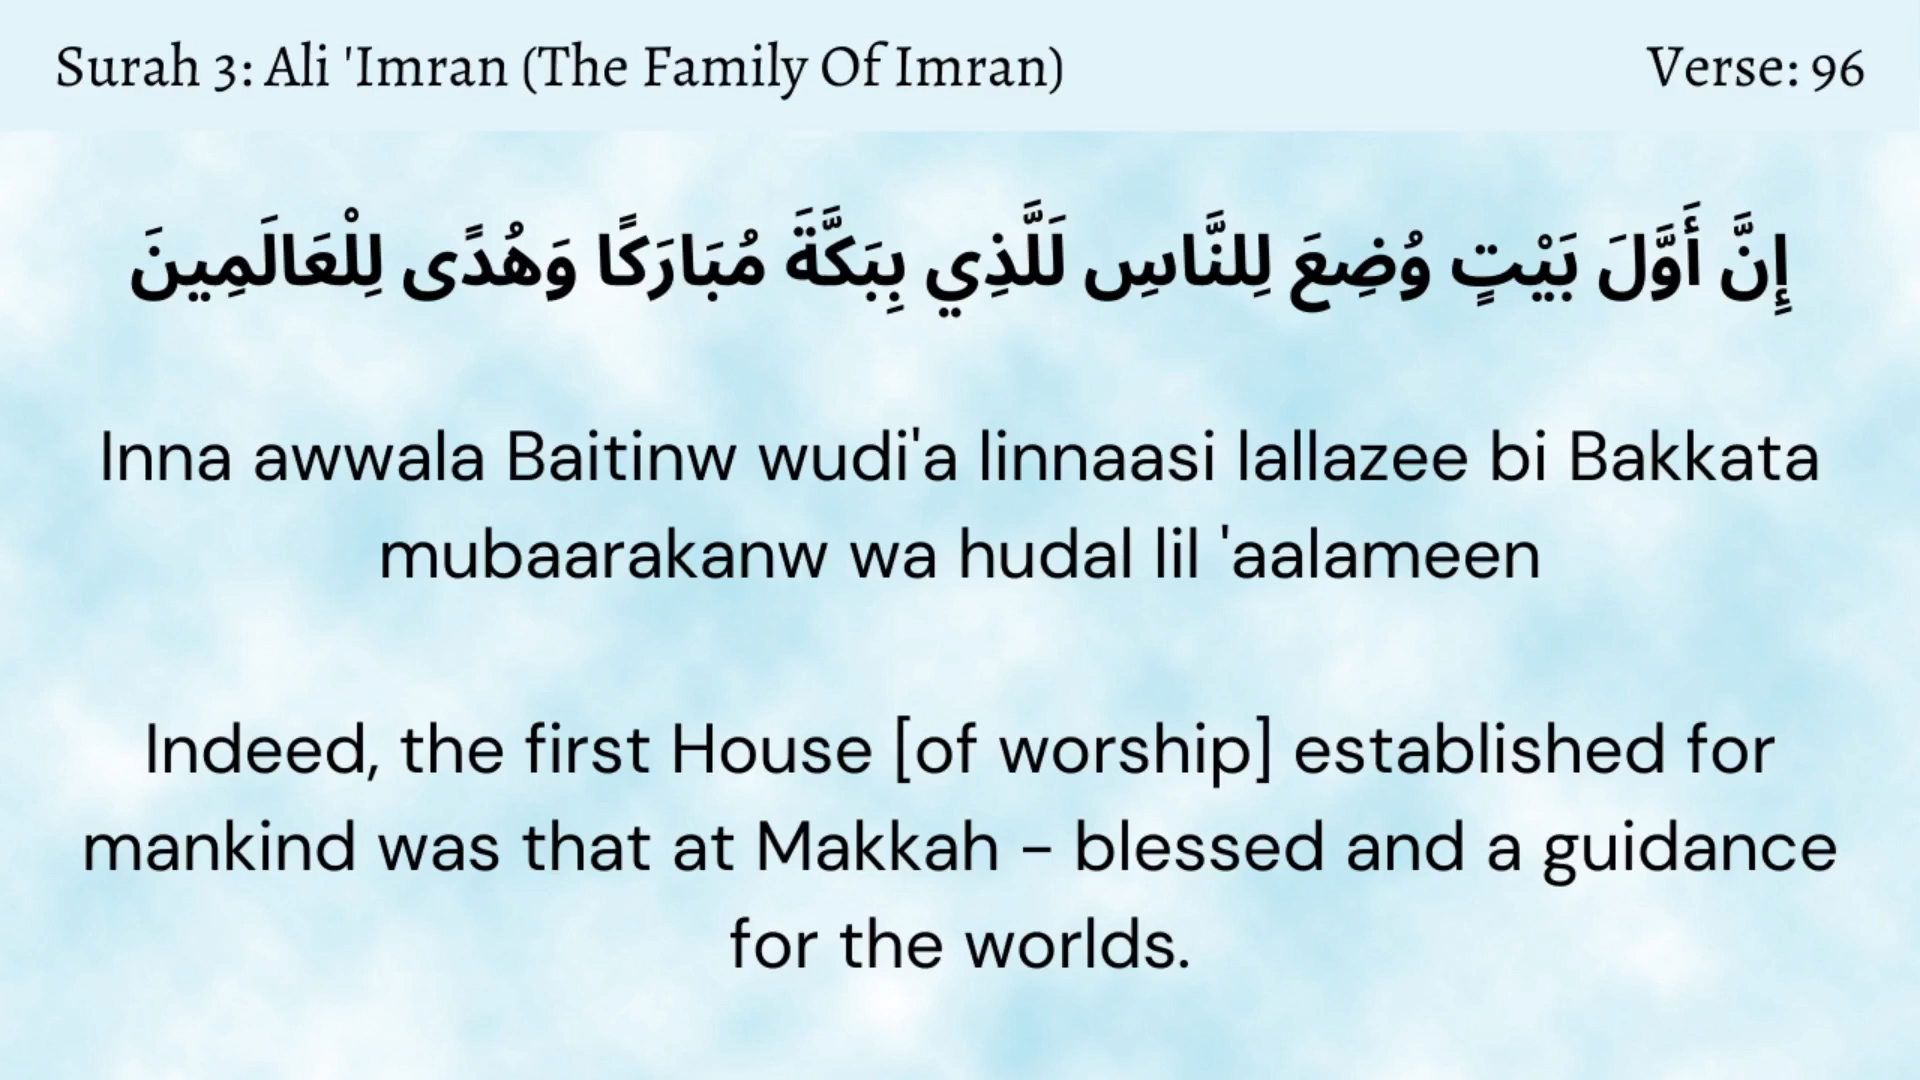 Surah 3: Ali 'Imran (The Family Of Imran)
Verse: 96
إِنَّ أَوَّلَ بَيْتٍ وُضِعَ لِلنَّاسِ لَلَّذِي بِبَكَّةَ مُبَارَكًا وَهُدًى لِلْعَالَمِينَ
Inna awwala Baitinw wudi'a linnaasi lallazee bi Bakkata
mubaarakanw wa hudal lil 'aalameen
Indeed, the first House [of worship] established for
mankind was that at Makkah - blessed and a guidance
for the worlds.